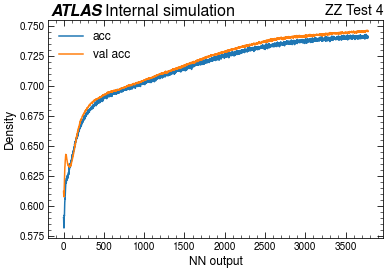 ATLAS Internal simulation ZZ Test 4
acc
val acc
0.750
0.725
0.700
0.675
0.650
0.625
0.600
0.575
Density
0 500 1000 1500 2000 2500 3000 3500
NN output